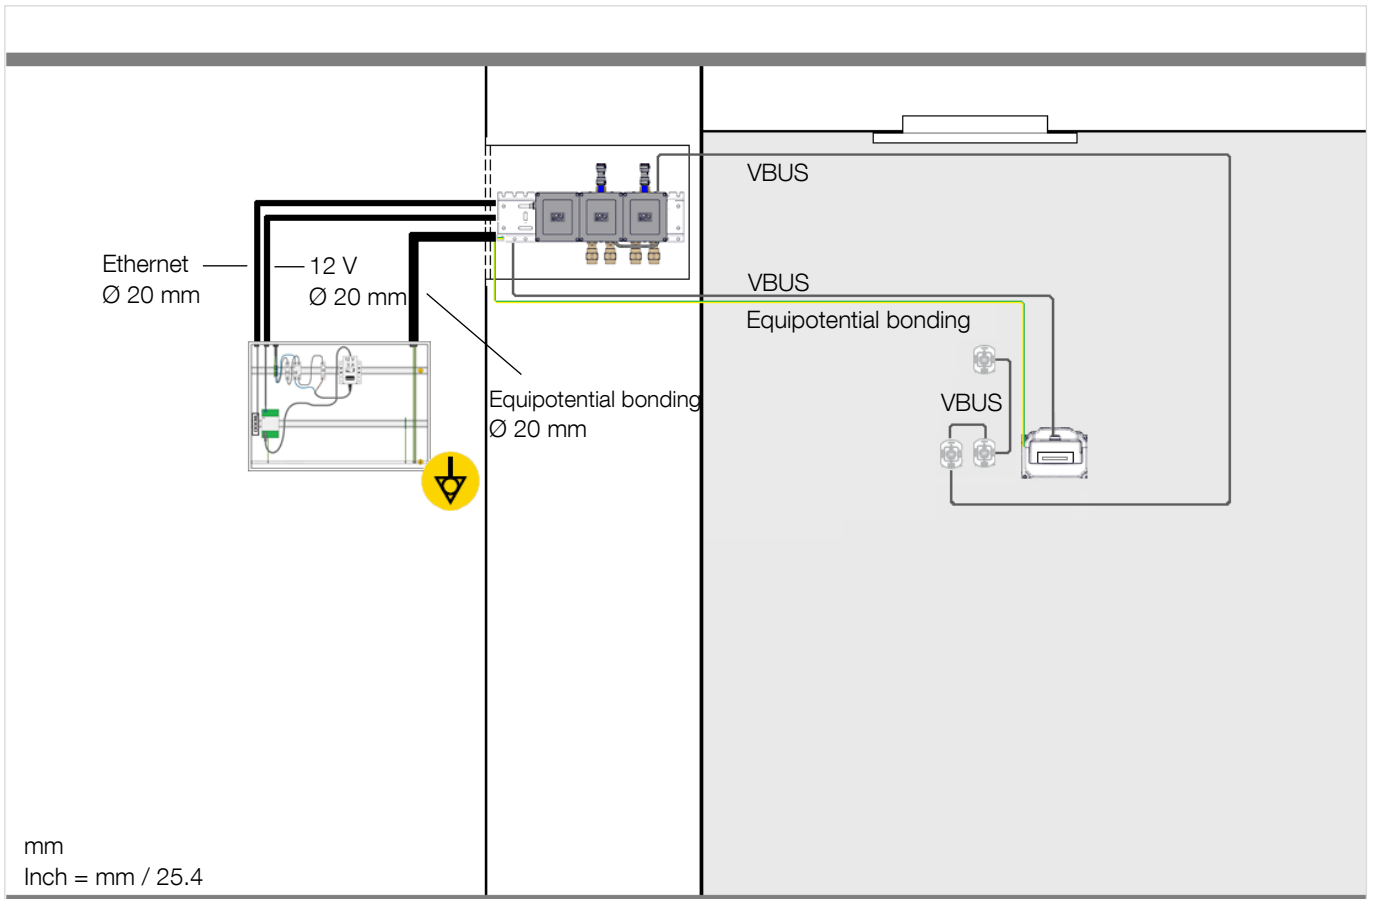 VBUS
Ethernet
Ø 20 mm
12 V
Ø 20 mm
VBUS
Equipotential bonding
Equipotential bonding
Ø 20 mm
VBUS
mm
Inch = mm / 25.4